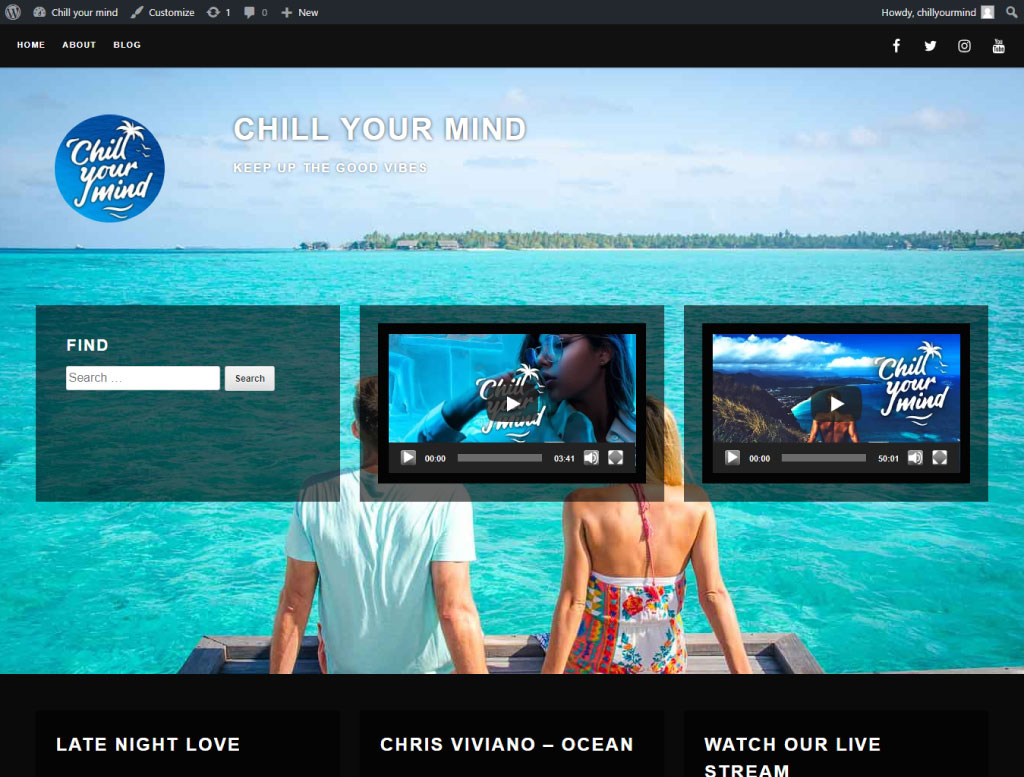 Chill your mind
Customize
1
0
New
Howdy, chillyourmind
HOME
ABOUT
BLOG
You
Tube
Chill
your
mind
CHILL YOUR MIND
KEEP UP THE GOOD VIBES
FIND
Search …
Search
Chill
your
mind
00:00
03:41
Chill
your
mind
00:00
50:01
LATE NIGHT LOVE
CHRIS VIVIANO – OCEAN
WATCH OUR LIVE
STREAM